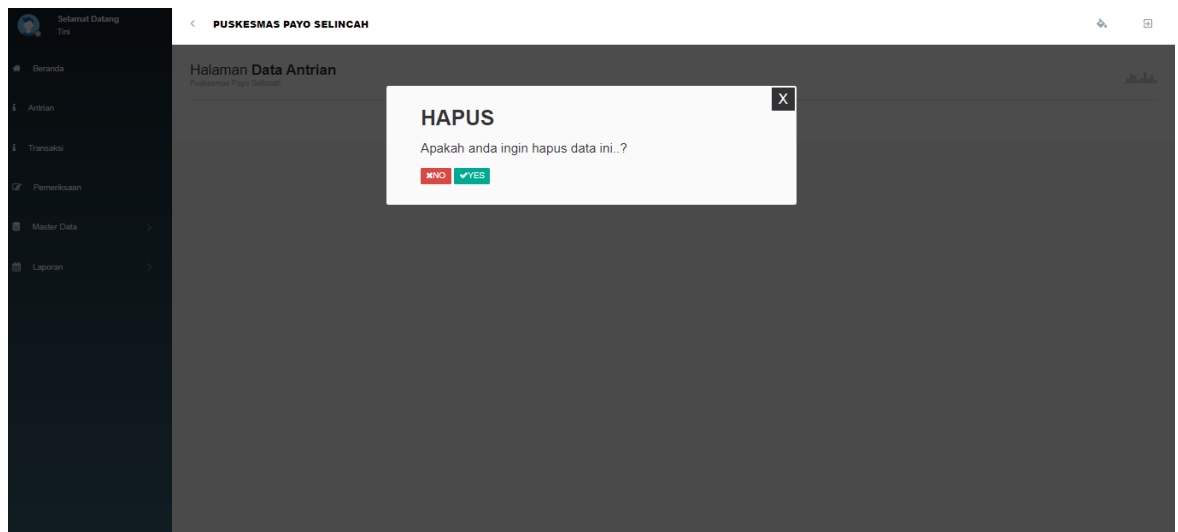 Selamat Datang
Tini
PUSKESMAS PAYO SELINCAH
Beranda
Antrian
Transaksi
Pemeriksaan
Master Data
Laporan
Halaman Data Antrian
Puskesmas Payo Selincah
X
HAPUS
Apakah anda ingin hapus data ini..?
NO YES